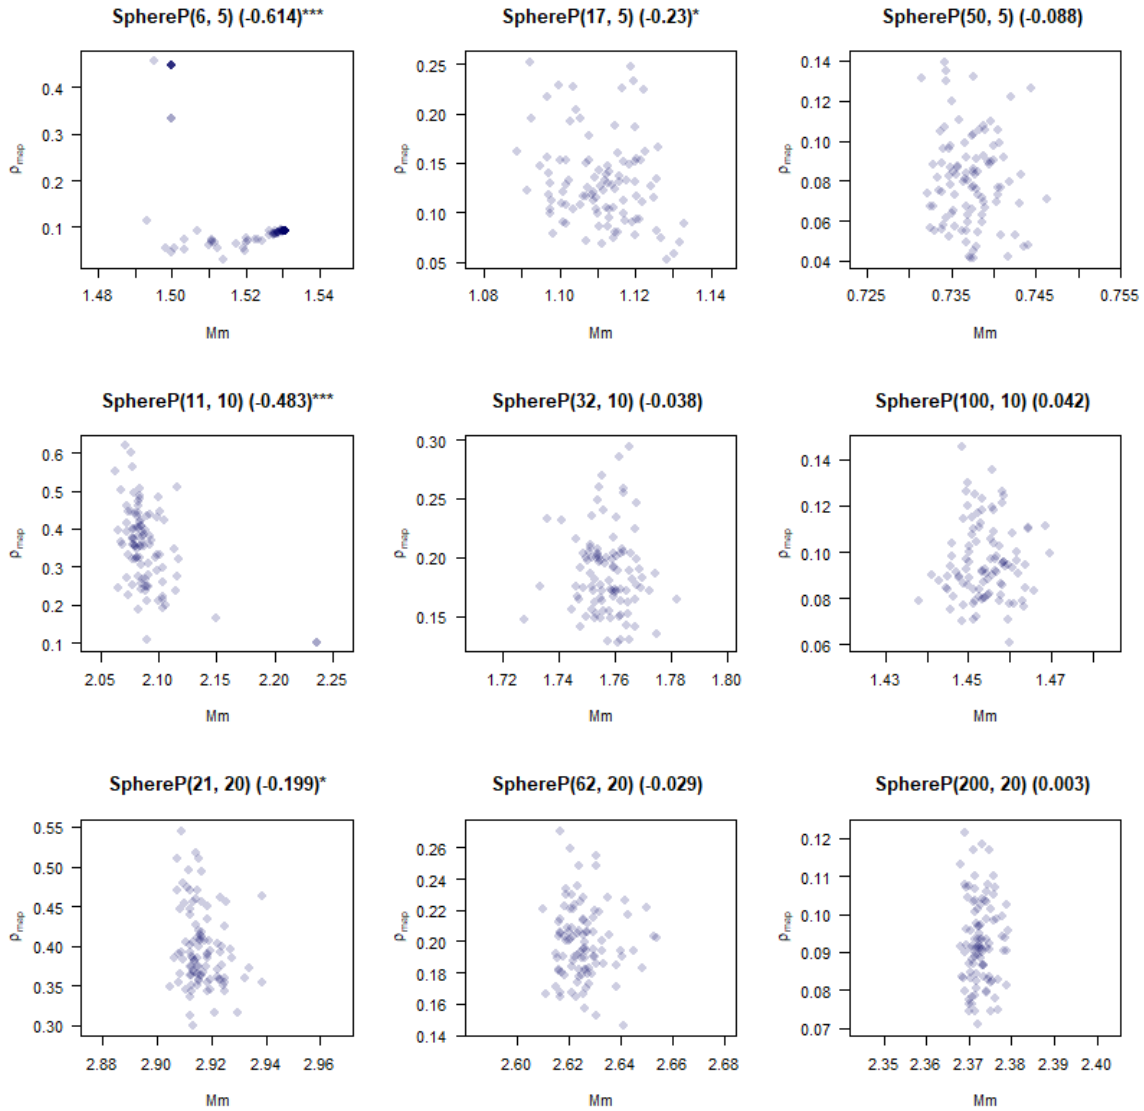 SphereP(6, 5) (-0.614)***
0.4
0.3
0.2
0.1
ρmap
1.48 1.50 1.52 1.54
Mm
SphereP(17, 5) (-0.23)*
0.25
0.20
0.15
0.10
0.05
ρmap
1.08 1.10 1.12 1.14
Mm
SphereP(50, 5) (-0.088)
0.14
0.12
0.10
0.08
0.06
0.04
ρmap
0.725 0.735 0.745 0.755
Mm
SphereP(11, 10) (-0.483)***
0.6
0.5
0.4
0.3
0.2
0.1
ρmap
2.05 2.10 2.15 2.20 2.25
Mm
SphereP(32, 10) (-0.038)
0.30
0.25
0.20
0.15
ρmap
1.72 1.74 1.76 1.78 1.80
Mm
SphereP(100, 10) (0.042)
0.14
0.12
0.10
0.08
0.06
ρmap
1.43 1.45 1.47
Mm
SphereP(21, 20) (-0.199)*
0.55
0.50
0.45
0.40
0.35
0.30
ρmap
2.88 2.90 2.92 2.94 2.96
Mm
SphereP(62, 20) (-0.029)
0.26
0.24
0.22
0.20
0.18
0.16
0.14
ρmap
2.60 2.62 2.64 2.66 2.68
Mm
SphereP(200, 20) (0.003)
0.12
0.11
0.10
0.09
0.08
0.07
ρmap
2.35 2.36 2.37 2.38 2.39 2.40
Mm